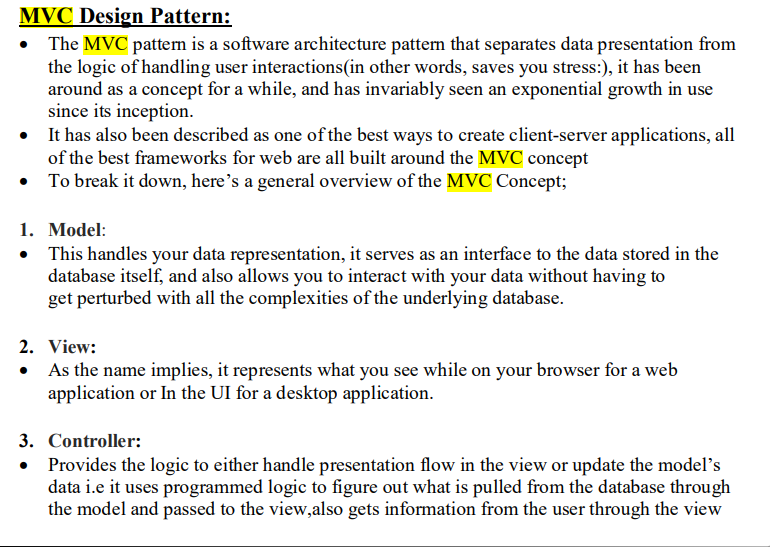 MVC Design Pattern:
• The MVC pattern is a software architecture pattern that separates data presentation from
the logic of handling user interactions(in other words, saves you stress:), it has been
around as a concept for a while, and has invariably seen an exponential growth in use
since its inception.
• It has also been described as one of the best ways to create client-server applications, all
of the best frameworks for web are all built around the MVC concept
• To break it down, here’s a general overview of the MVC Concept;
1. Model:
• This handles your data representation, it serves as an interface to the data stored in the
database itself, and also allows you to interact with your data without having to
get perturbed with all the complexities of the underlying database.
2. View:
• As the name implies, it represents what you see while on your browser for a web
application or In the UI for a desktop application.
3. Controller:
• Provides the logic to either handle presentation flow in the view or update the model’s
data i.e it uses programmed logic to figure out what is pulled from the database through
the model and passed to the view,also gets information from the user through the view